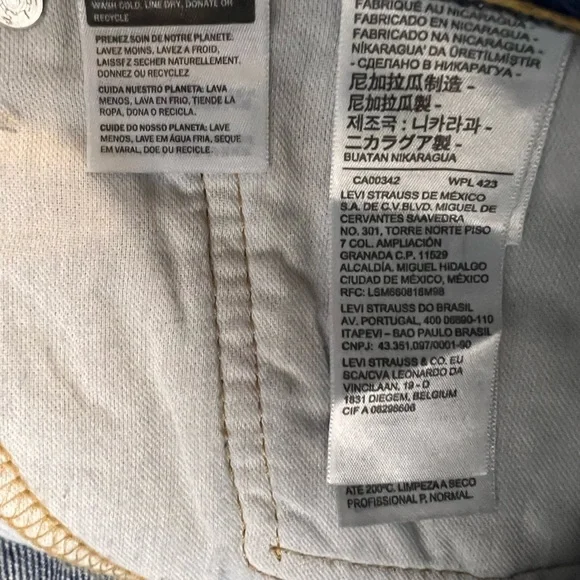 WASH COLD, LINE DRY, DONATE OR
RECYCLE
PRENEZ SOIN DE NOTRE PLANETE:
LAVEZ MOINS, LAVEZ A FROID,
LAISSEZ SECHER NATURELLEMENT.
DONNEZ OU RECYCLEZ
CUIDA NUESTRO PLANETA: LAVA
MENOS, LAVA EN FRIO, TIENDE LA
ROPA, DONA O RECICLA.
CUIDE DO NOSSO PLANETA: LAVE
MENOS, LAVE EM ÁGUA FRIA, SEQUE
EM VARAL, DOE OU RECICLE.
FABRIQUÉ AU NICARAGUA
FABRICADO EN NICARAGUA
FABRICADO NA NICARÁGUA
NİKARAGUA' DA ÜRETİLMİŞTİR
- СДЕЛАНО В НИКАРАГУА -
尼加拉瓜制造 -
尼加拉瓜製 -
제조국 : 니카라과 -
ニカラグア製 -
BUATAN NIKARAGUA
CA00342 WPL 423
LEVI STRAUSS DE MÉXICO
S.A. DE C.V.BLVD. MIGUEL DE
CERVANTES SAAVEDRA
NO. 301, TORRE NORTE PISO
7 COL. AMPLIACIÓN
GRANADA C.P. 11529
ALCALDÍA. MIGUEL HIDALGO
CIUDAD DE MÉXICO, MÉXICO
RFC: LSM660816M98
LEVI STRAUSS DO BRASIL
AV. PORTUGAL, 400 06690-110
ITAPEVI - SAO PAULO BRASIL
CNPJ: 43.351.097/0001-60
LEVI STRAUSS & CO. EU
BCA/CVA LEONARDO DA
VINCILAAN, 19 - D
1831 DIEGEM, BELGIUM
CIF A 08296606
ATE 200°C. LIMPEZA A SECO
PROFISSIONAL P, NORMAL.